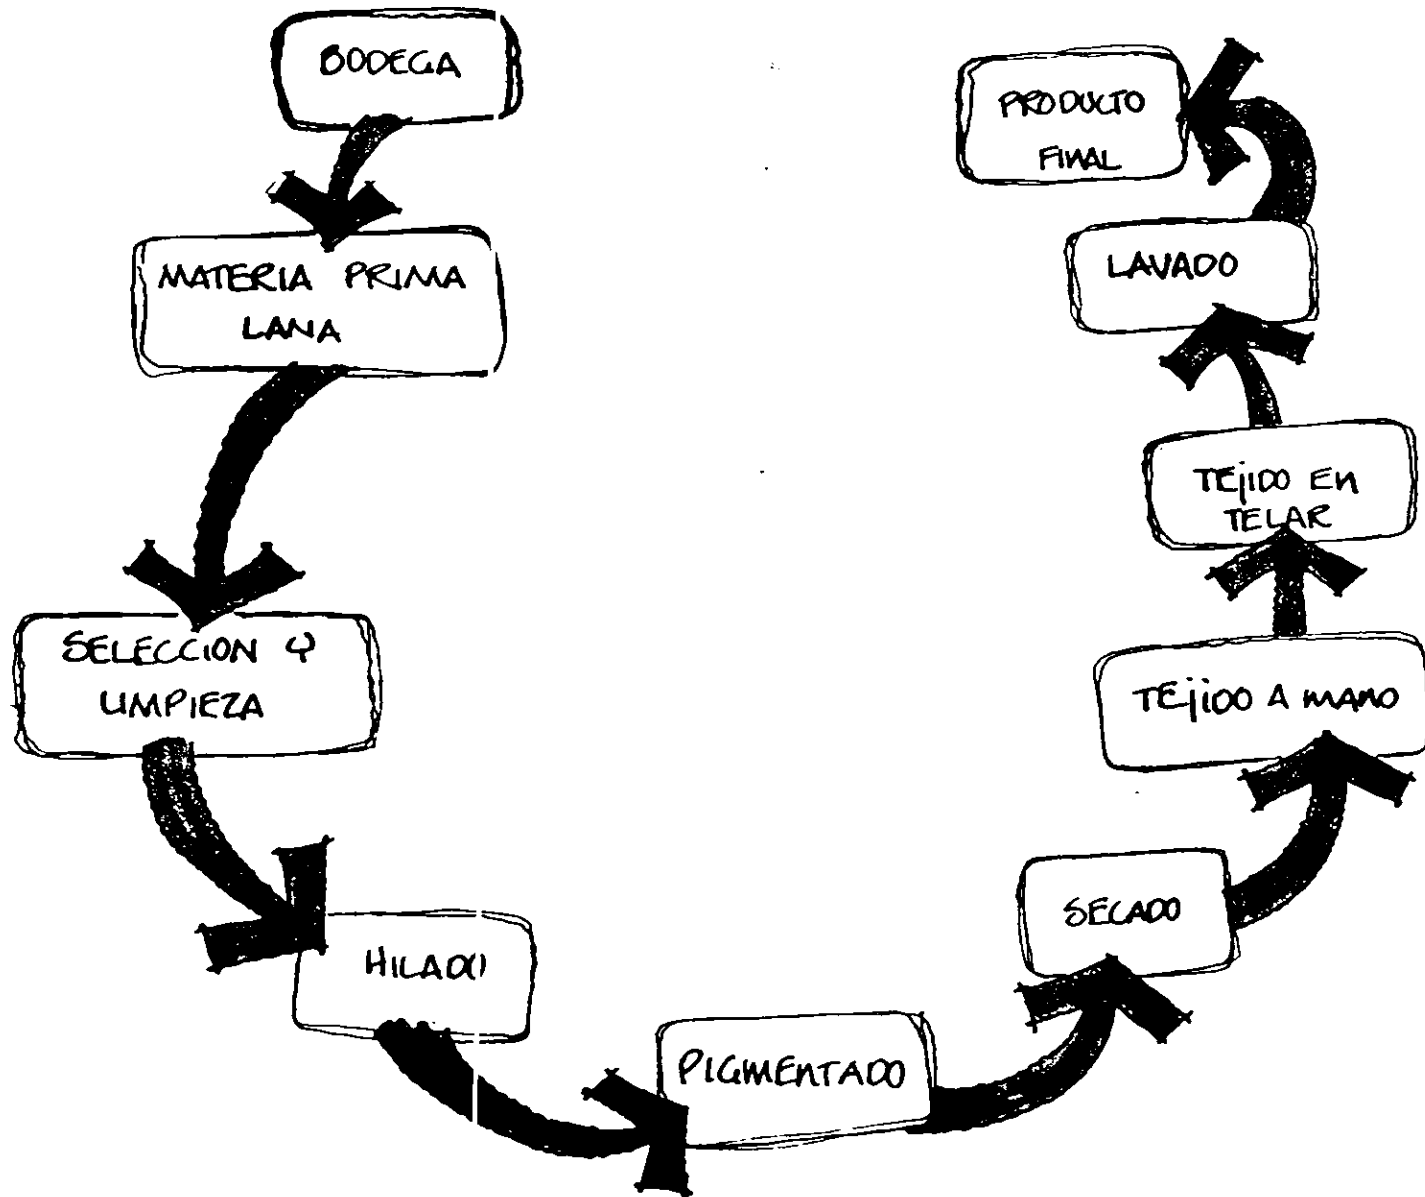 BODEGA
MATERIA PRIMA
LANA
SELECCION Y
LIMPIEZA
HILADO
PIGMENTADO
SECADO
TEJIDO A MANO
TEJIDO EN
TELAR
LAVADO
PRODUCTO
FINAL